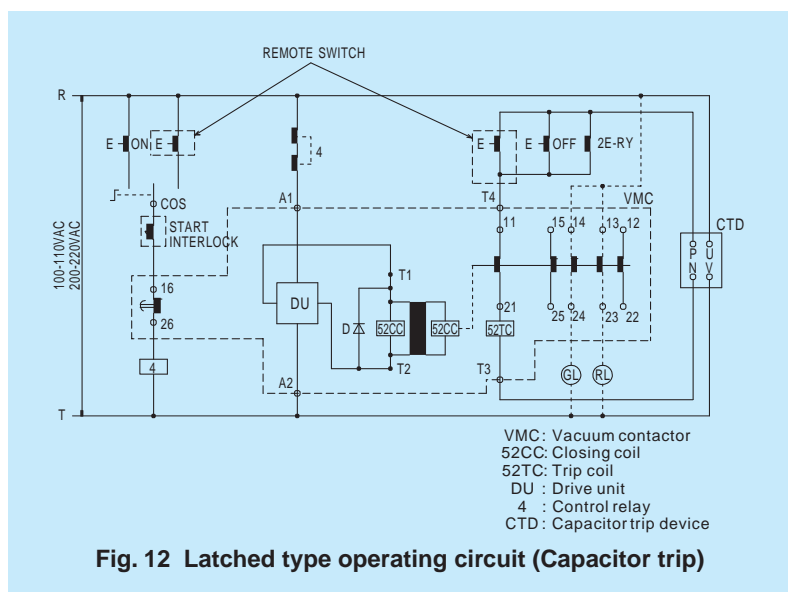 REMOTE SWITCH
R
E ON E
4
E E OFF 2E-RY
COS
A1
T4
VMC
START
INTERLOCK
11
15 14 13 12
CTD
100-110VAC
200-220VAC
P U
N V
16
T1
DU
D
52CC
52CC
26
21
25 24 23 22
52TC
4
T2
T3
GL
RL
A2
T
VMC: Vacuum contactor
52CC: Closing coil
52TC: Trip coil
DU : Drive unit
4 : Control relay
CTD : Capacitor trip device
Fig. 12 Latched type operating circuit (Capacitor trip)